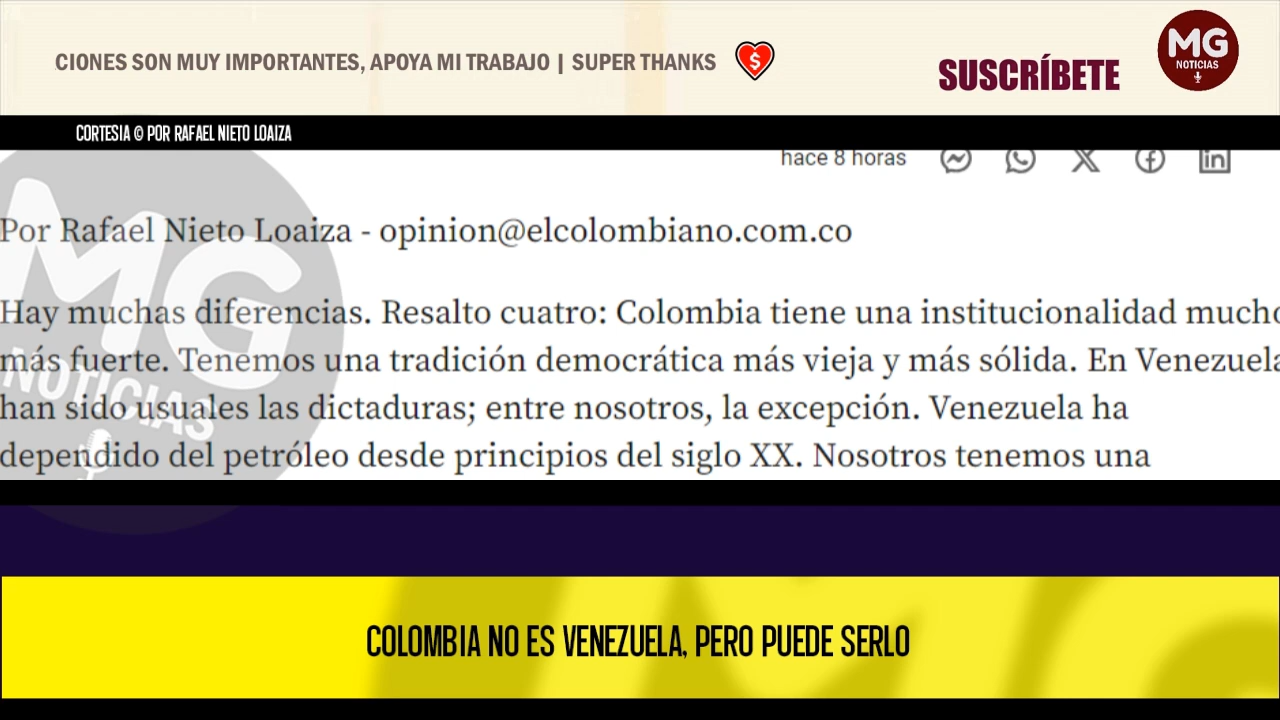 CIONES SON MUY IMPORTANTES, APOYA MI TRABAJO | SUPER THANKS
SUSCRÍBETE
MG
NOTICIAS
CORTESIA © POR RAFAEL NIETO LOAIZA
hace 8 horas
Por Rafael Nieto Loaiza - opinion@elcolombiano.com.co
Hay muchas diferencias. Resalto cuatro: Colombia tiene una institucionalidad mucho
más fuerte. Tenemos una tradición democrática más vieja y más sólida. En Venezuela
han sido usuales las dictaduras; entre nosotros, la excepción. Venezuela ha
dependido del petróleo desde principios del siglo XX. Nosotros tenemos una
MG
NOTICIAS
COLOMBIA NO ES VENEZUELA, PERO PUEDE SERLO